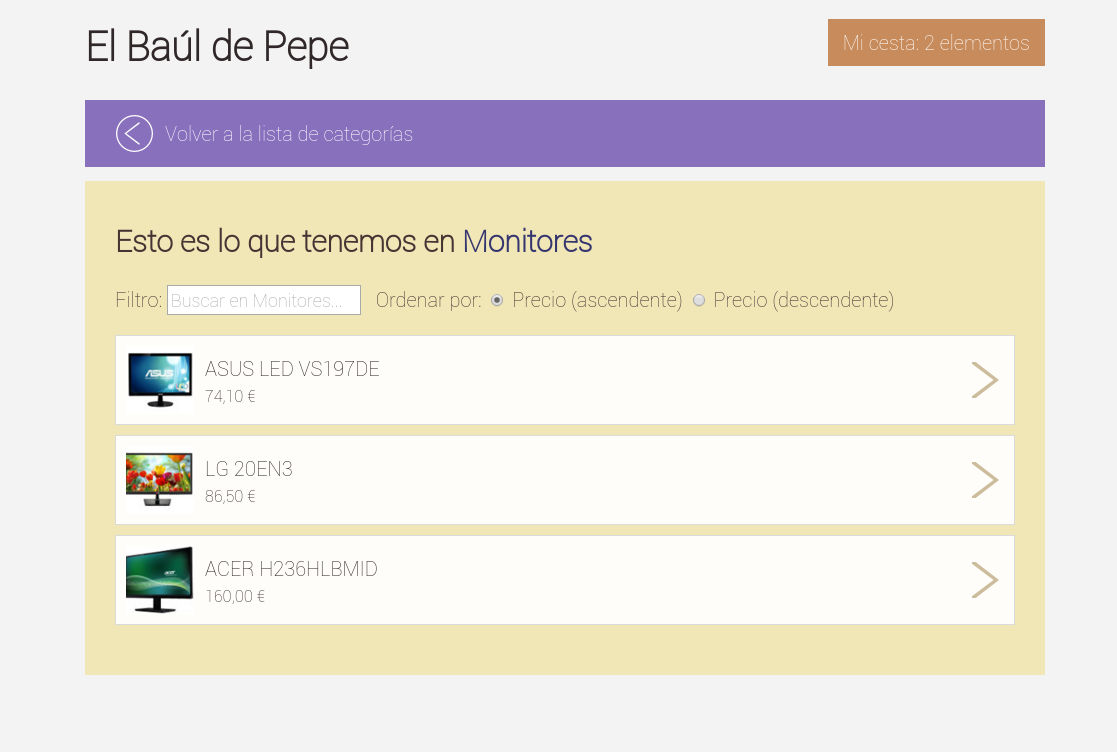 El Baúl de Pepe
Mi cesta: 2 elementos
Volver a la lista de categorías
Esto es lo que tenemos en Monitores
Filtro: Buscar en Monitores... Ordenar por: Precio (ascendente) Precio (descendente)
ASUS LED VS197DE
74,10 €
ASUS
LG 20EN3
86,50 €
ACER H236HLBMID
160,00 €
acer